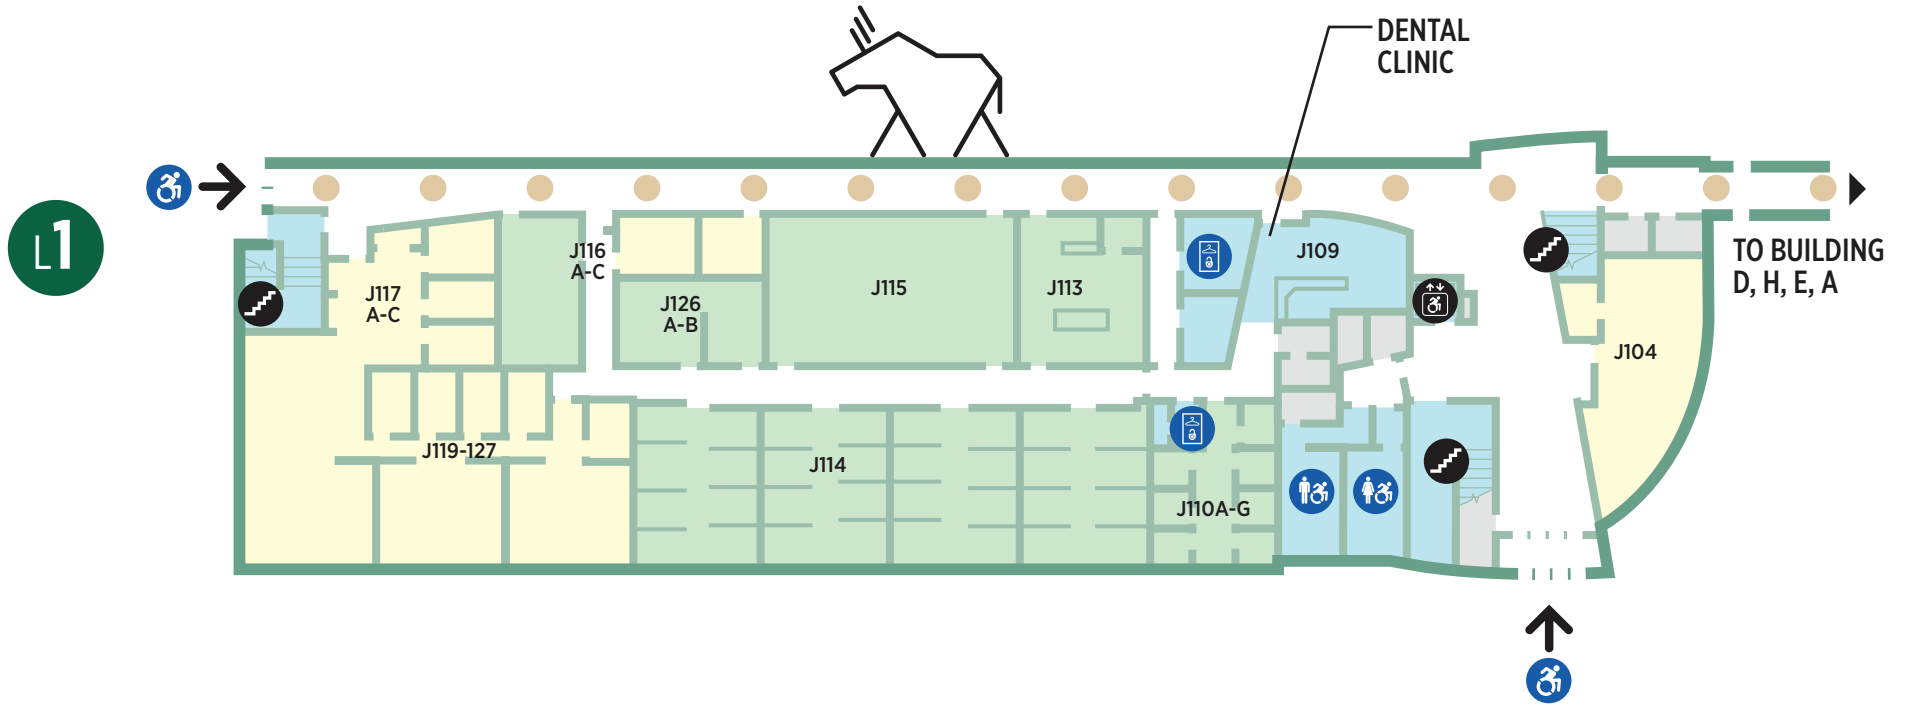 DENTAL
CLINIC
L1
J116
A-C
J109
TO BUILDING
D, H, E, A
J117
A-C
J126
A-B
J115
J113
J104
J119-127
J114
J110A-G